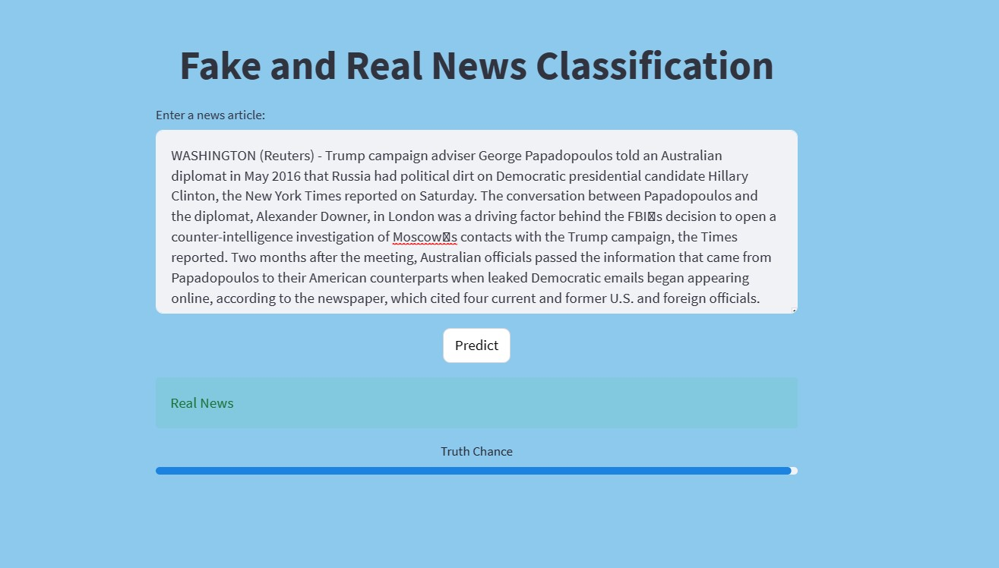 Fake and Real News Classification
Enter a news article:
WASHINGTON (Reuters) - Trump campaign adviser George Papadopoulos told an Australian
diplomat in May 2016 that Russia had political dirt on Democratic presidential candidate Hillary
Clinton, the New York Times reported on Saturday. The conversation between Papadopoulos and
the diplomat, Alexander Downer, in London was a driving factor behind the FBI▯s decision to open a
counter-intelligence investigation of Moscow▯s contacts with the Trump campaign, the Times
reported. Two months after the meeting, Australian officials passed the information that came from
Papadopoulos to their American counterparts when leaked Democratic emails began appearing
online, according to the newspaper, which cited four current and former U.S. and foreign officials.
Predict
Real News
Truth Chance